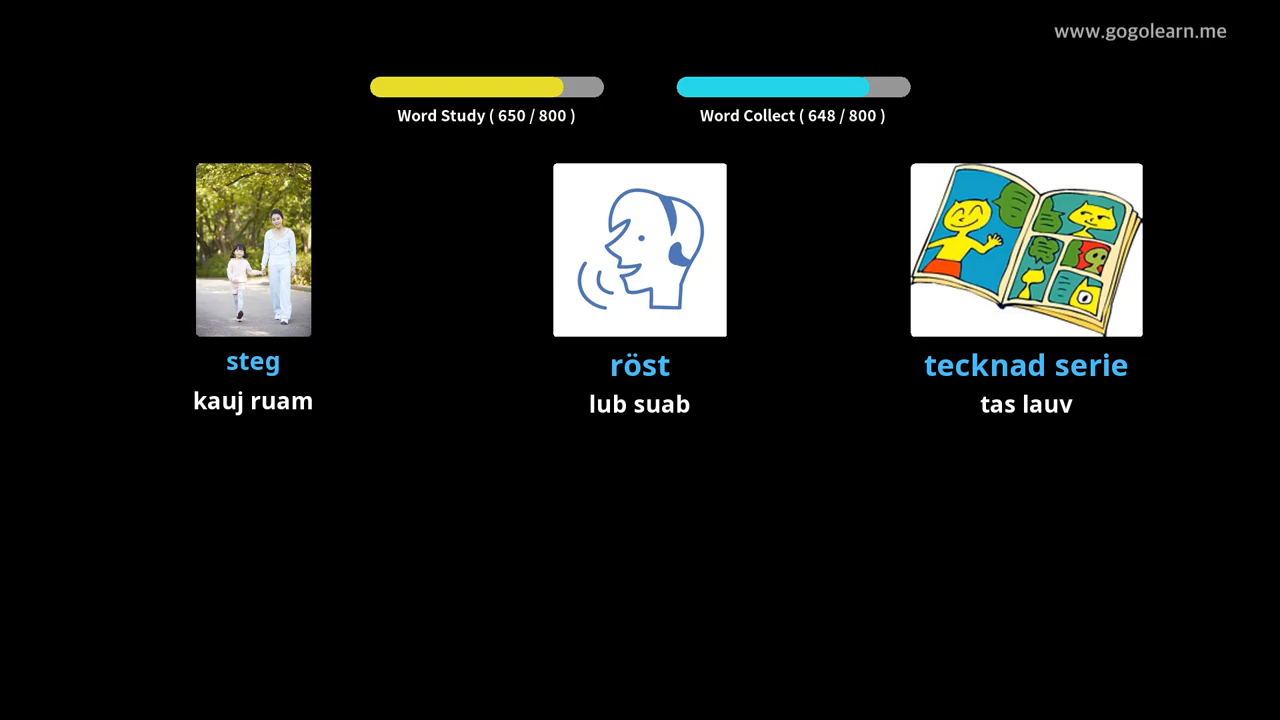 www.gogolearn.me
Word Study ( 650 / 800 )
Word Collect ( 648 / 800 )
steg
kauj ruam
röst
lub suab
tecknad serie
tas lauv